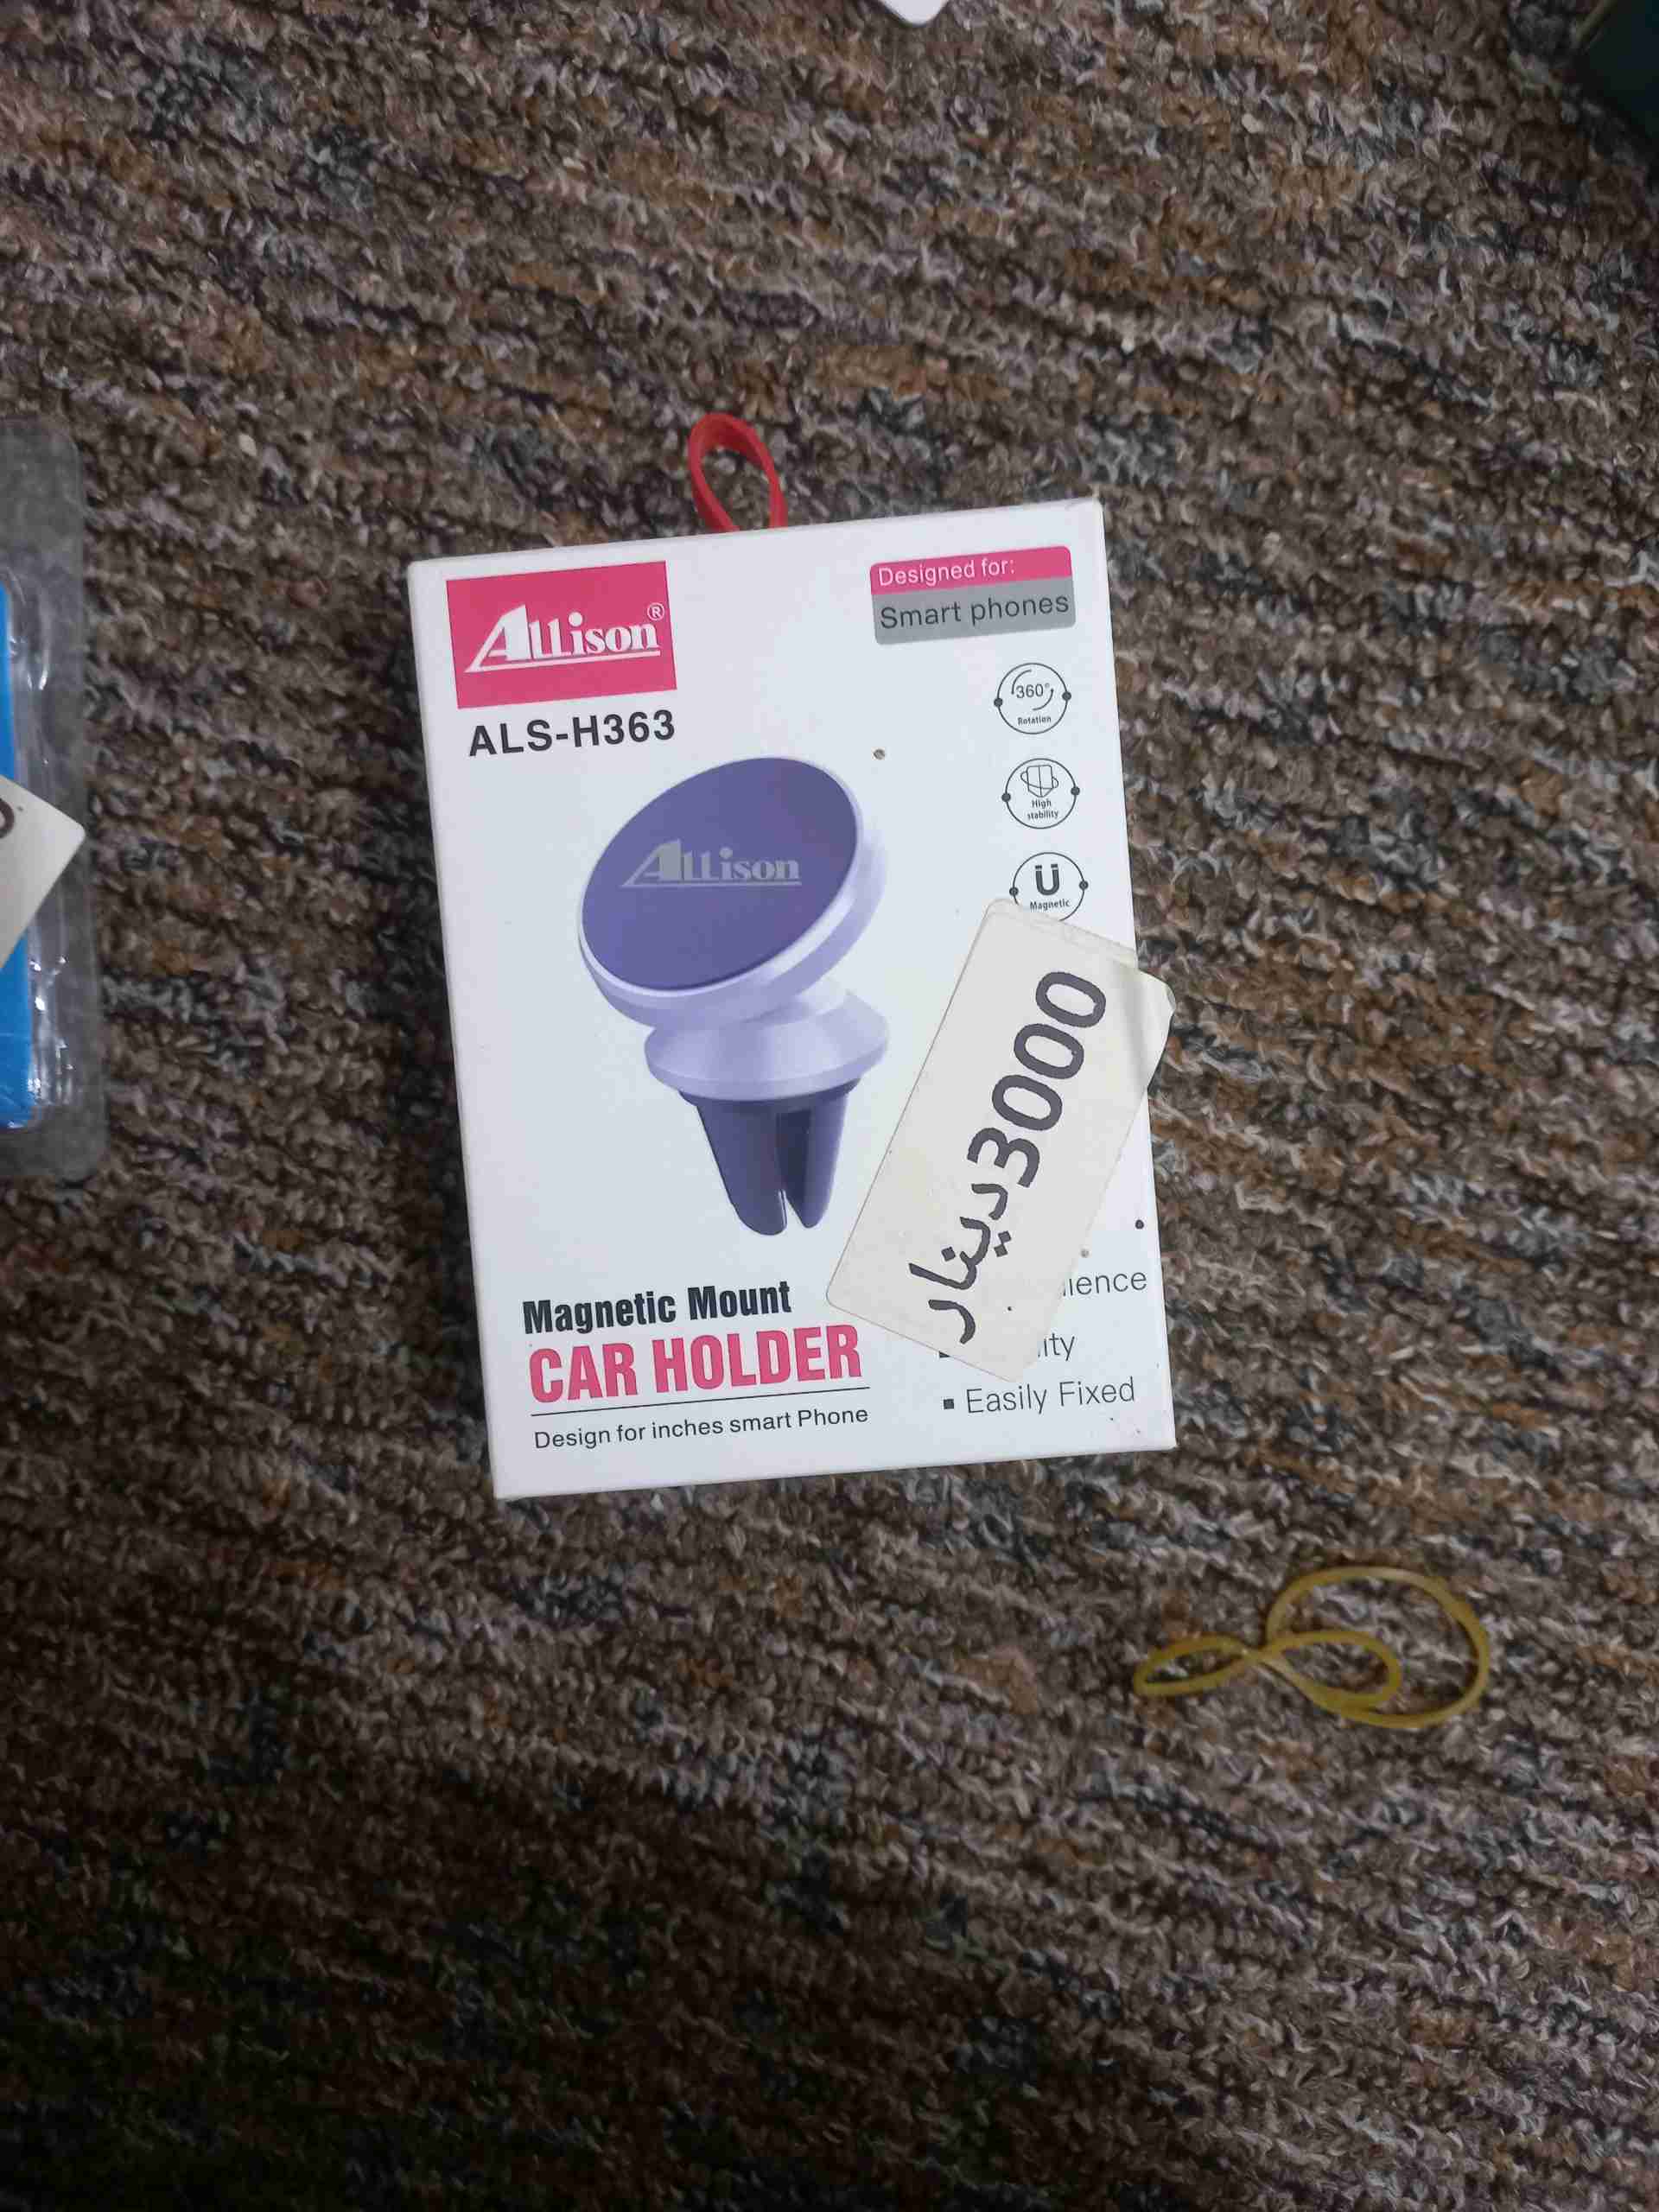 Allison®
ALS-H363
Designed for:
Smart phones
360°
Rotation
High
stability
Magnetic
Allison
3000دينار
Magnetic Mount
CAR HOLDER
Design for inches smart Phone
Easily Fixed